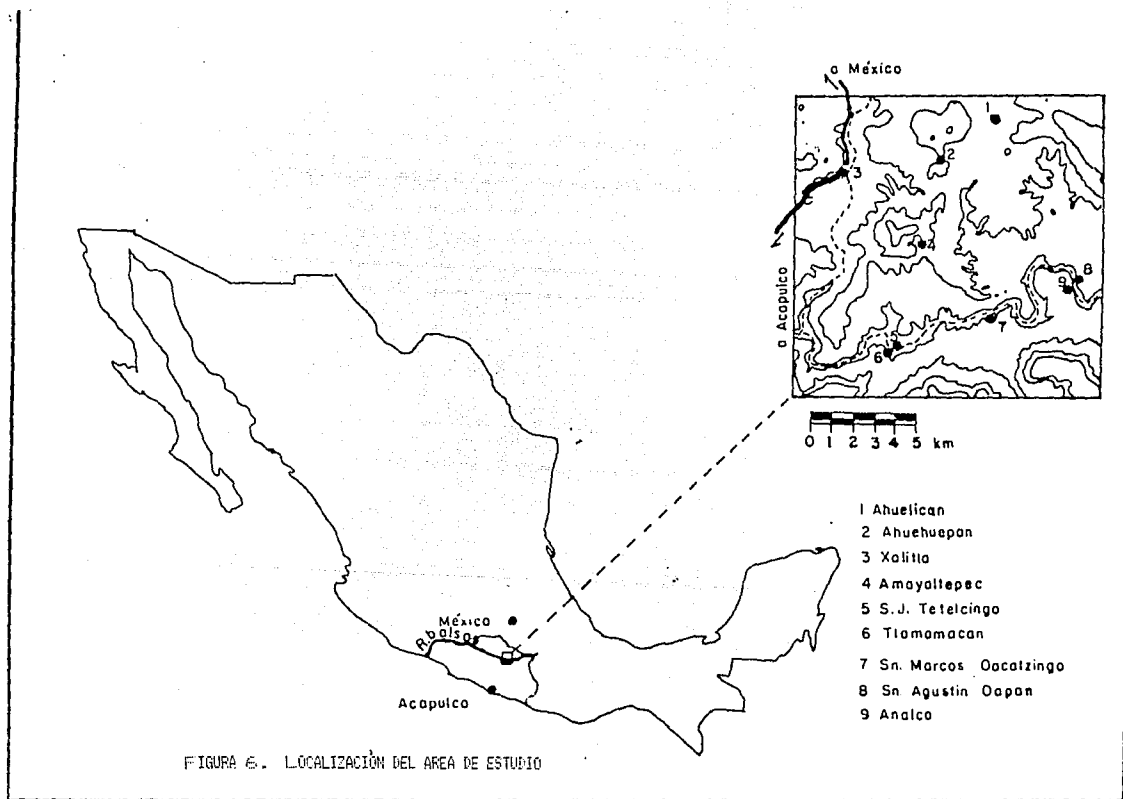 a México
1
2
3
4
8
9
7
5
6
a Acapulco
0 1 2 3 4 5 km
1 Ahuelican
2 Ahuehuepan
3 Xalitla
4 Amayaltepec
5 S.J. Tetelcingo
6 Tlamamacan
7 Sn. Marcos Oacatzingo
8 Sn Agustin Oapan
9 Analco
México
R. balsas
Acapulco
FIGURA 6. LOCALIZACIÓN DEL AREA DE ESTUDIO